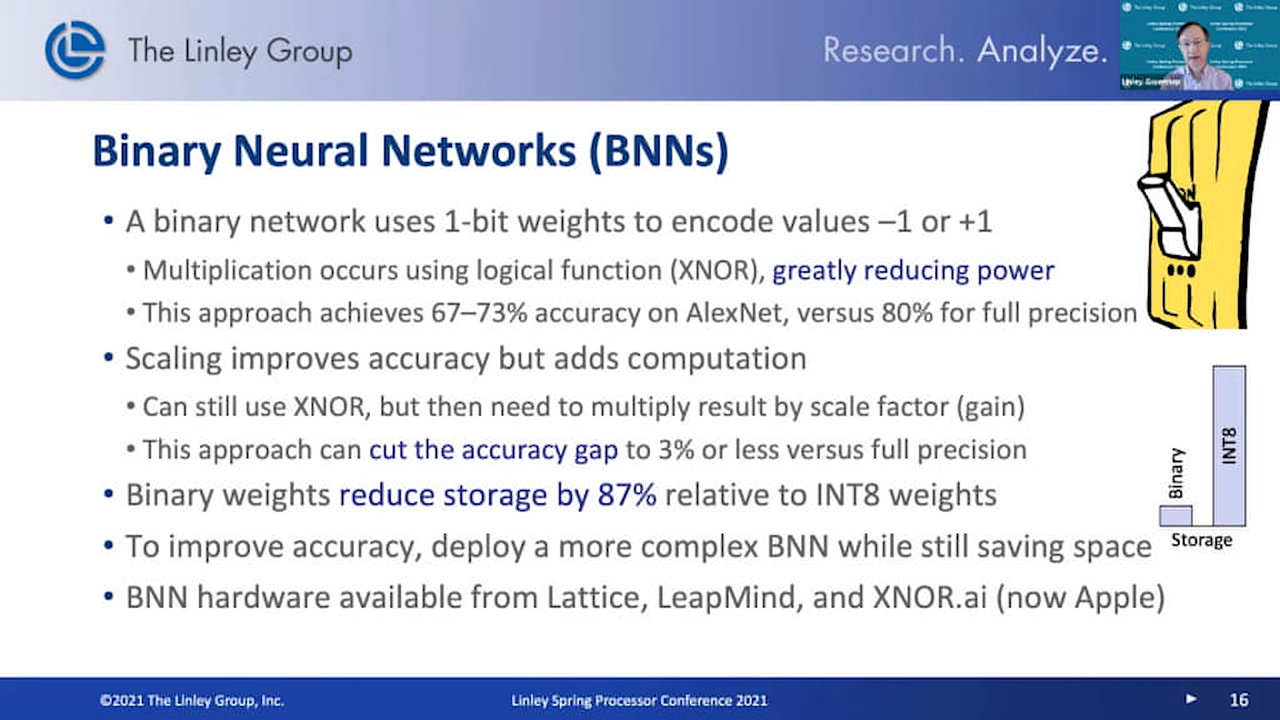 The Linley Group
Research. Analyze.
Binary Neural Networks (BNNs)
• A binary network uses 1-bit weights to encode values –1 or +1
• Multiplication occurs using logical function (XNOR), greatly reducing power
• This approach achieves 67–73% accuracy on AlexNet, versus 80% for full precision
• Scaling improves accuracy but adds computation
• Can still use XNOR, but then need to multiply result by scale factor (gain)
• This approach can cut the accuracy gap to 3% or less versus full precision
• Binary weights reduce storage by 87% relative to INT8 weights
• To improve accuracy, deploy a more complex BNN while still saving space
• BNN hardware available from Lattice, LeapMind, and XNOR.ai (now Apple)
Binary
INT8
Storage
©2021 The Linley Group, Inc.
Linley Spring Processor Conference 2021
16